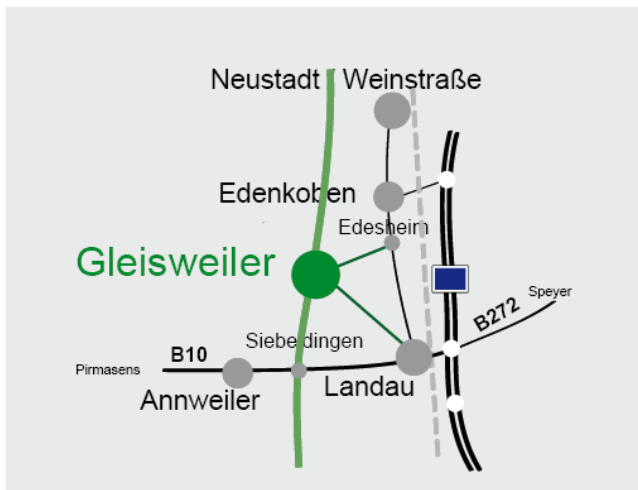 Neustadt Weinstraße
Edenkoben
Edesheim
Gleisweiler
Speyer
B272
Siebeldingen
B10
Pirmasens
Landau
Annweiler